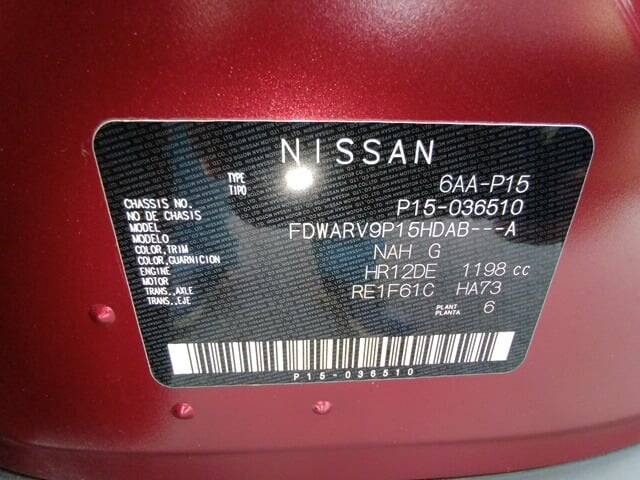 NISSAN
TYPE 6AA-P15
TIPO
CHASSIS NO. P15-036510
NO DE CHASSIS
MODEL FDWARV9P15HDAB---A
MODELO
COLOR,TRIM NAH G
COLOR,GUARNICION
ENGINE HR12DE 1198 cc
MOTOR
TRANS.,AXLE RE1F61C HA73
TRANS.,EJE
PLANT
PLANTA 6
P15-036510